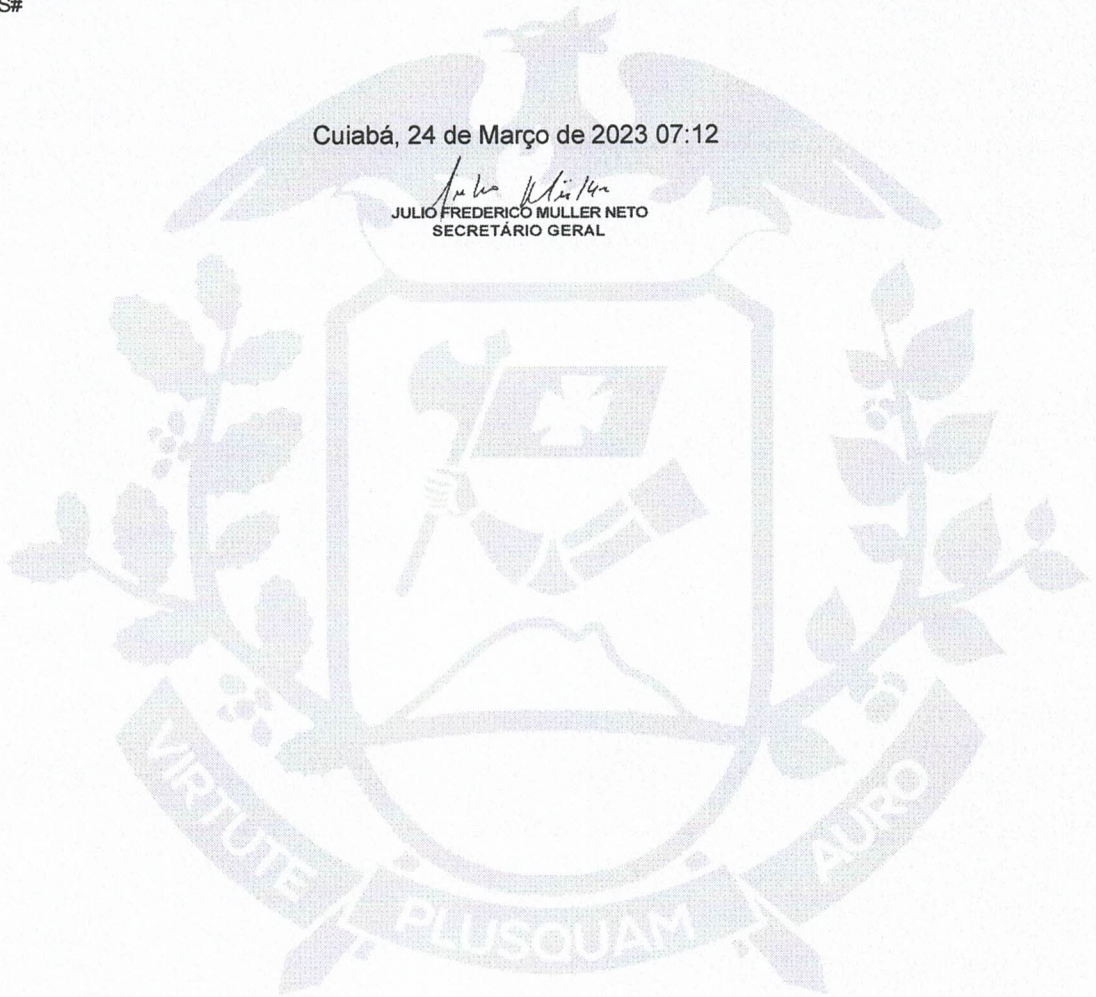 S#
Cuiabá, 24 de Março de 2023 07:12
JULIO FREDERICO MULLER NETO
SECRETÁRIO GERAL
VIRTUTE
PLUSQUAM
AURO